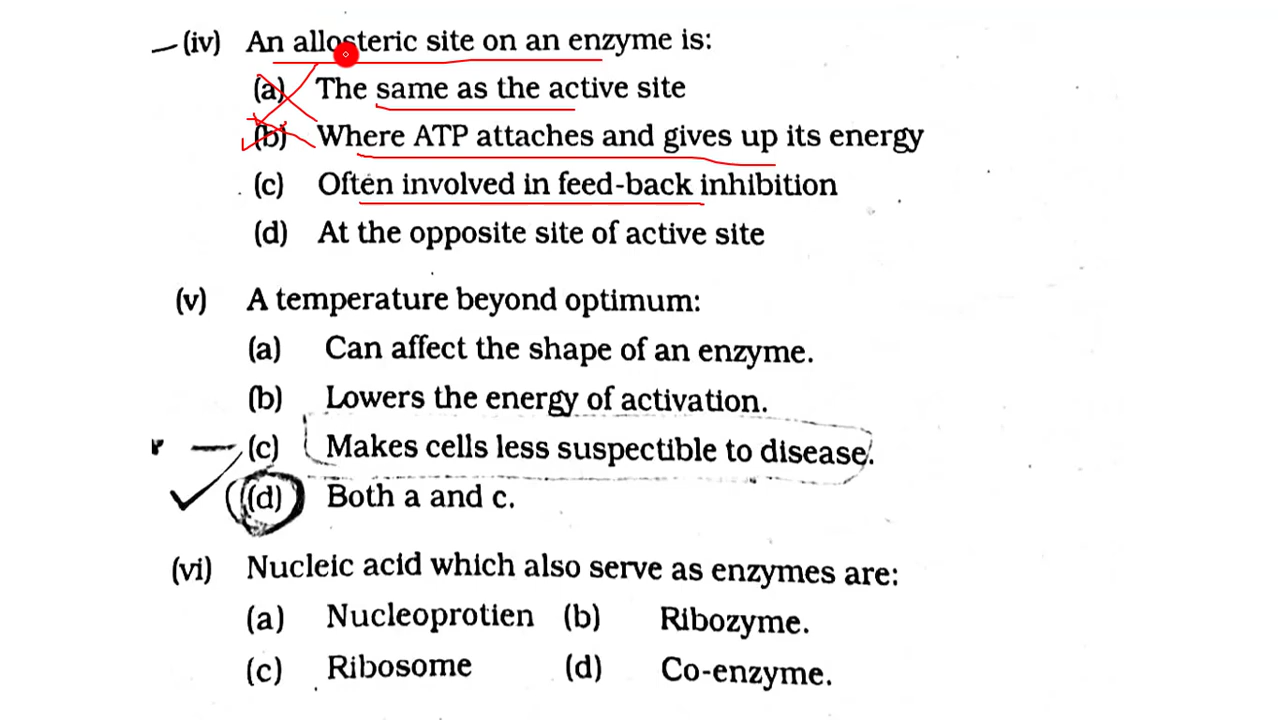 (iv) An allosteric site on an enzyme is:
(a) The same as the active site
(b) Where ATP attaches and gives up its energy
(c) Often involved in feed-back inhibition
(d) At the opposite site of active site
(v) A temperature beyond optimum:
(a) Can affect the shape of an enzyme.
(b) Lowers the energy of activation.
(c) Makes cells less suspectible to disease.
(d) Both a and c.
(vi) Nucleic acid which also serve as enzymes are:
(a) Nucleoprotien (b) Ribozyme.
(c) Ribosome (d) Co-enzyme.